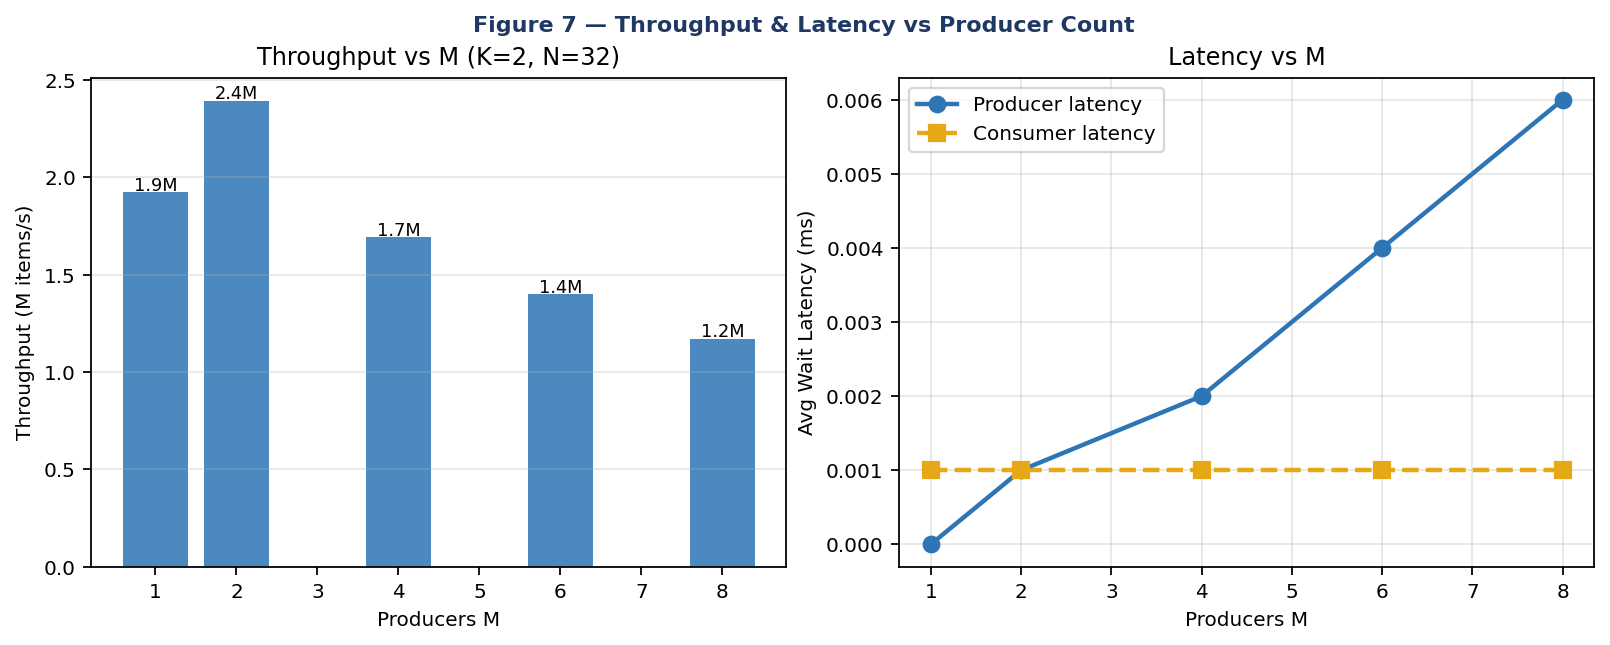 Figure 7 — Throughput & Latency vs Producer Count
Throughput vs M (K=2, N=32)
Throughput (M items/s)
2.5
2.0
1.5
1.0
0.5
0.0
1.9M
2.4M
1.7M
1.4M
1.2M
1 2 3 4 5 6 7 8
Producers M
Latency vs M
Avg Wait Latency (ms)
0.006
0.005
0.004
0.003
0.002
0.001
0.000
Producer latency
Consumer latency
1 2 3 4 5 6 7 8
Producers M